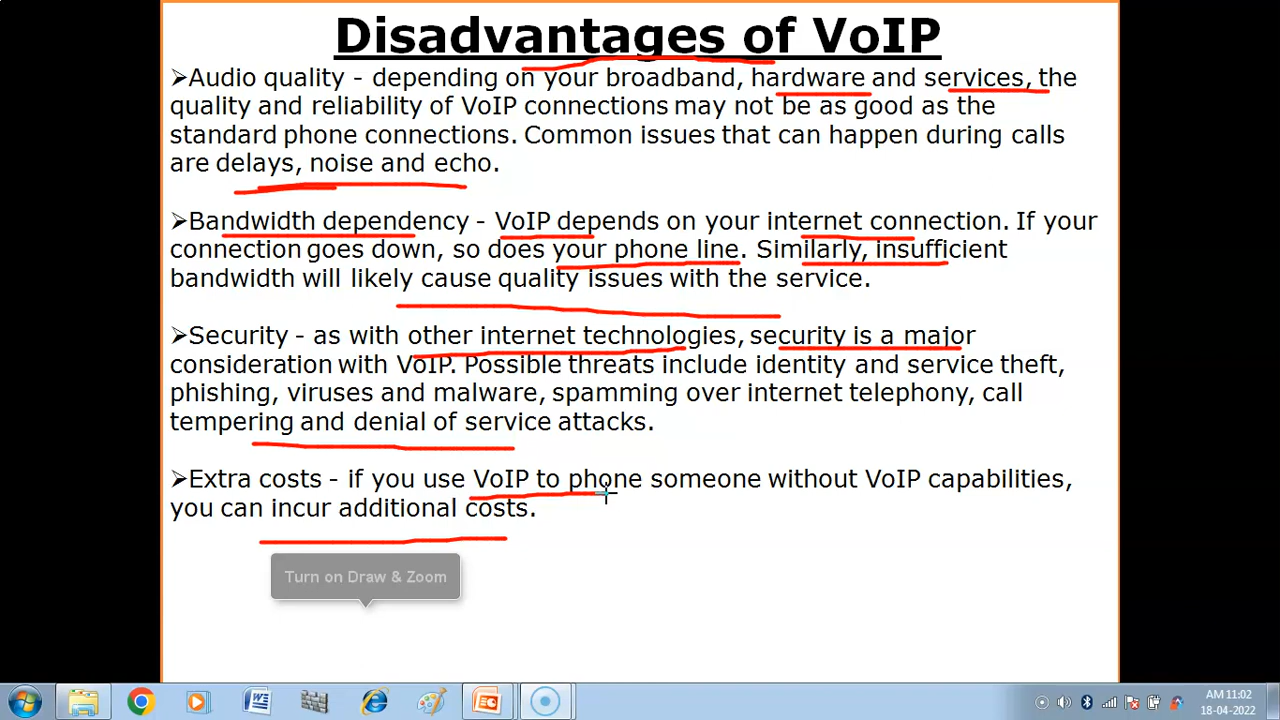 Disadvantages of VoIP
➢Audio quality - depending on your broadband, hardware and services, the
quality and reliability of VoIP connections may not be as good as the
standard phone connections. Common issues that can happen during calls
are delays, noise and echo.
➢Bandwidth dependency - VoIP depends on your internet connection. If your
connection goes down, so does your phone line. Similarly, insufficient
bandwidth will likely cause quality issues with the service.
➢Security - as with other internet technologies, security is a major
consideration with VoIP. Possible threats include identity and service theft,
phishing, viruses and malware, spamming over internet telephony, call
tempering and denial of service attacks.
➢Extra costs - if you use VoIP to phone someone without VoIP capabilities,
you can incur additional costs.
Turn on Draw & Zoom
AM 11:02
18-04-2022